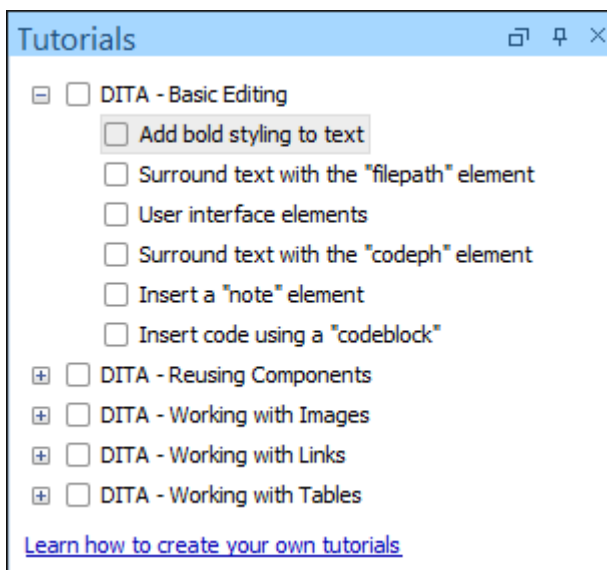 Tutorials
DITA - Basic Editing
Add bold styling to text
Surround text with the "filepath" element
User interface elements
Surround text with the "codeph" element
Insert a "note" element
Insert code using a "codeblock"
DITA - Reusing Components
DITA - Working with Images
DITA - Working with Links
DITA - Working with Tables
Learn how to create your own tutorials